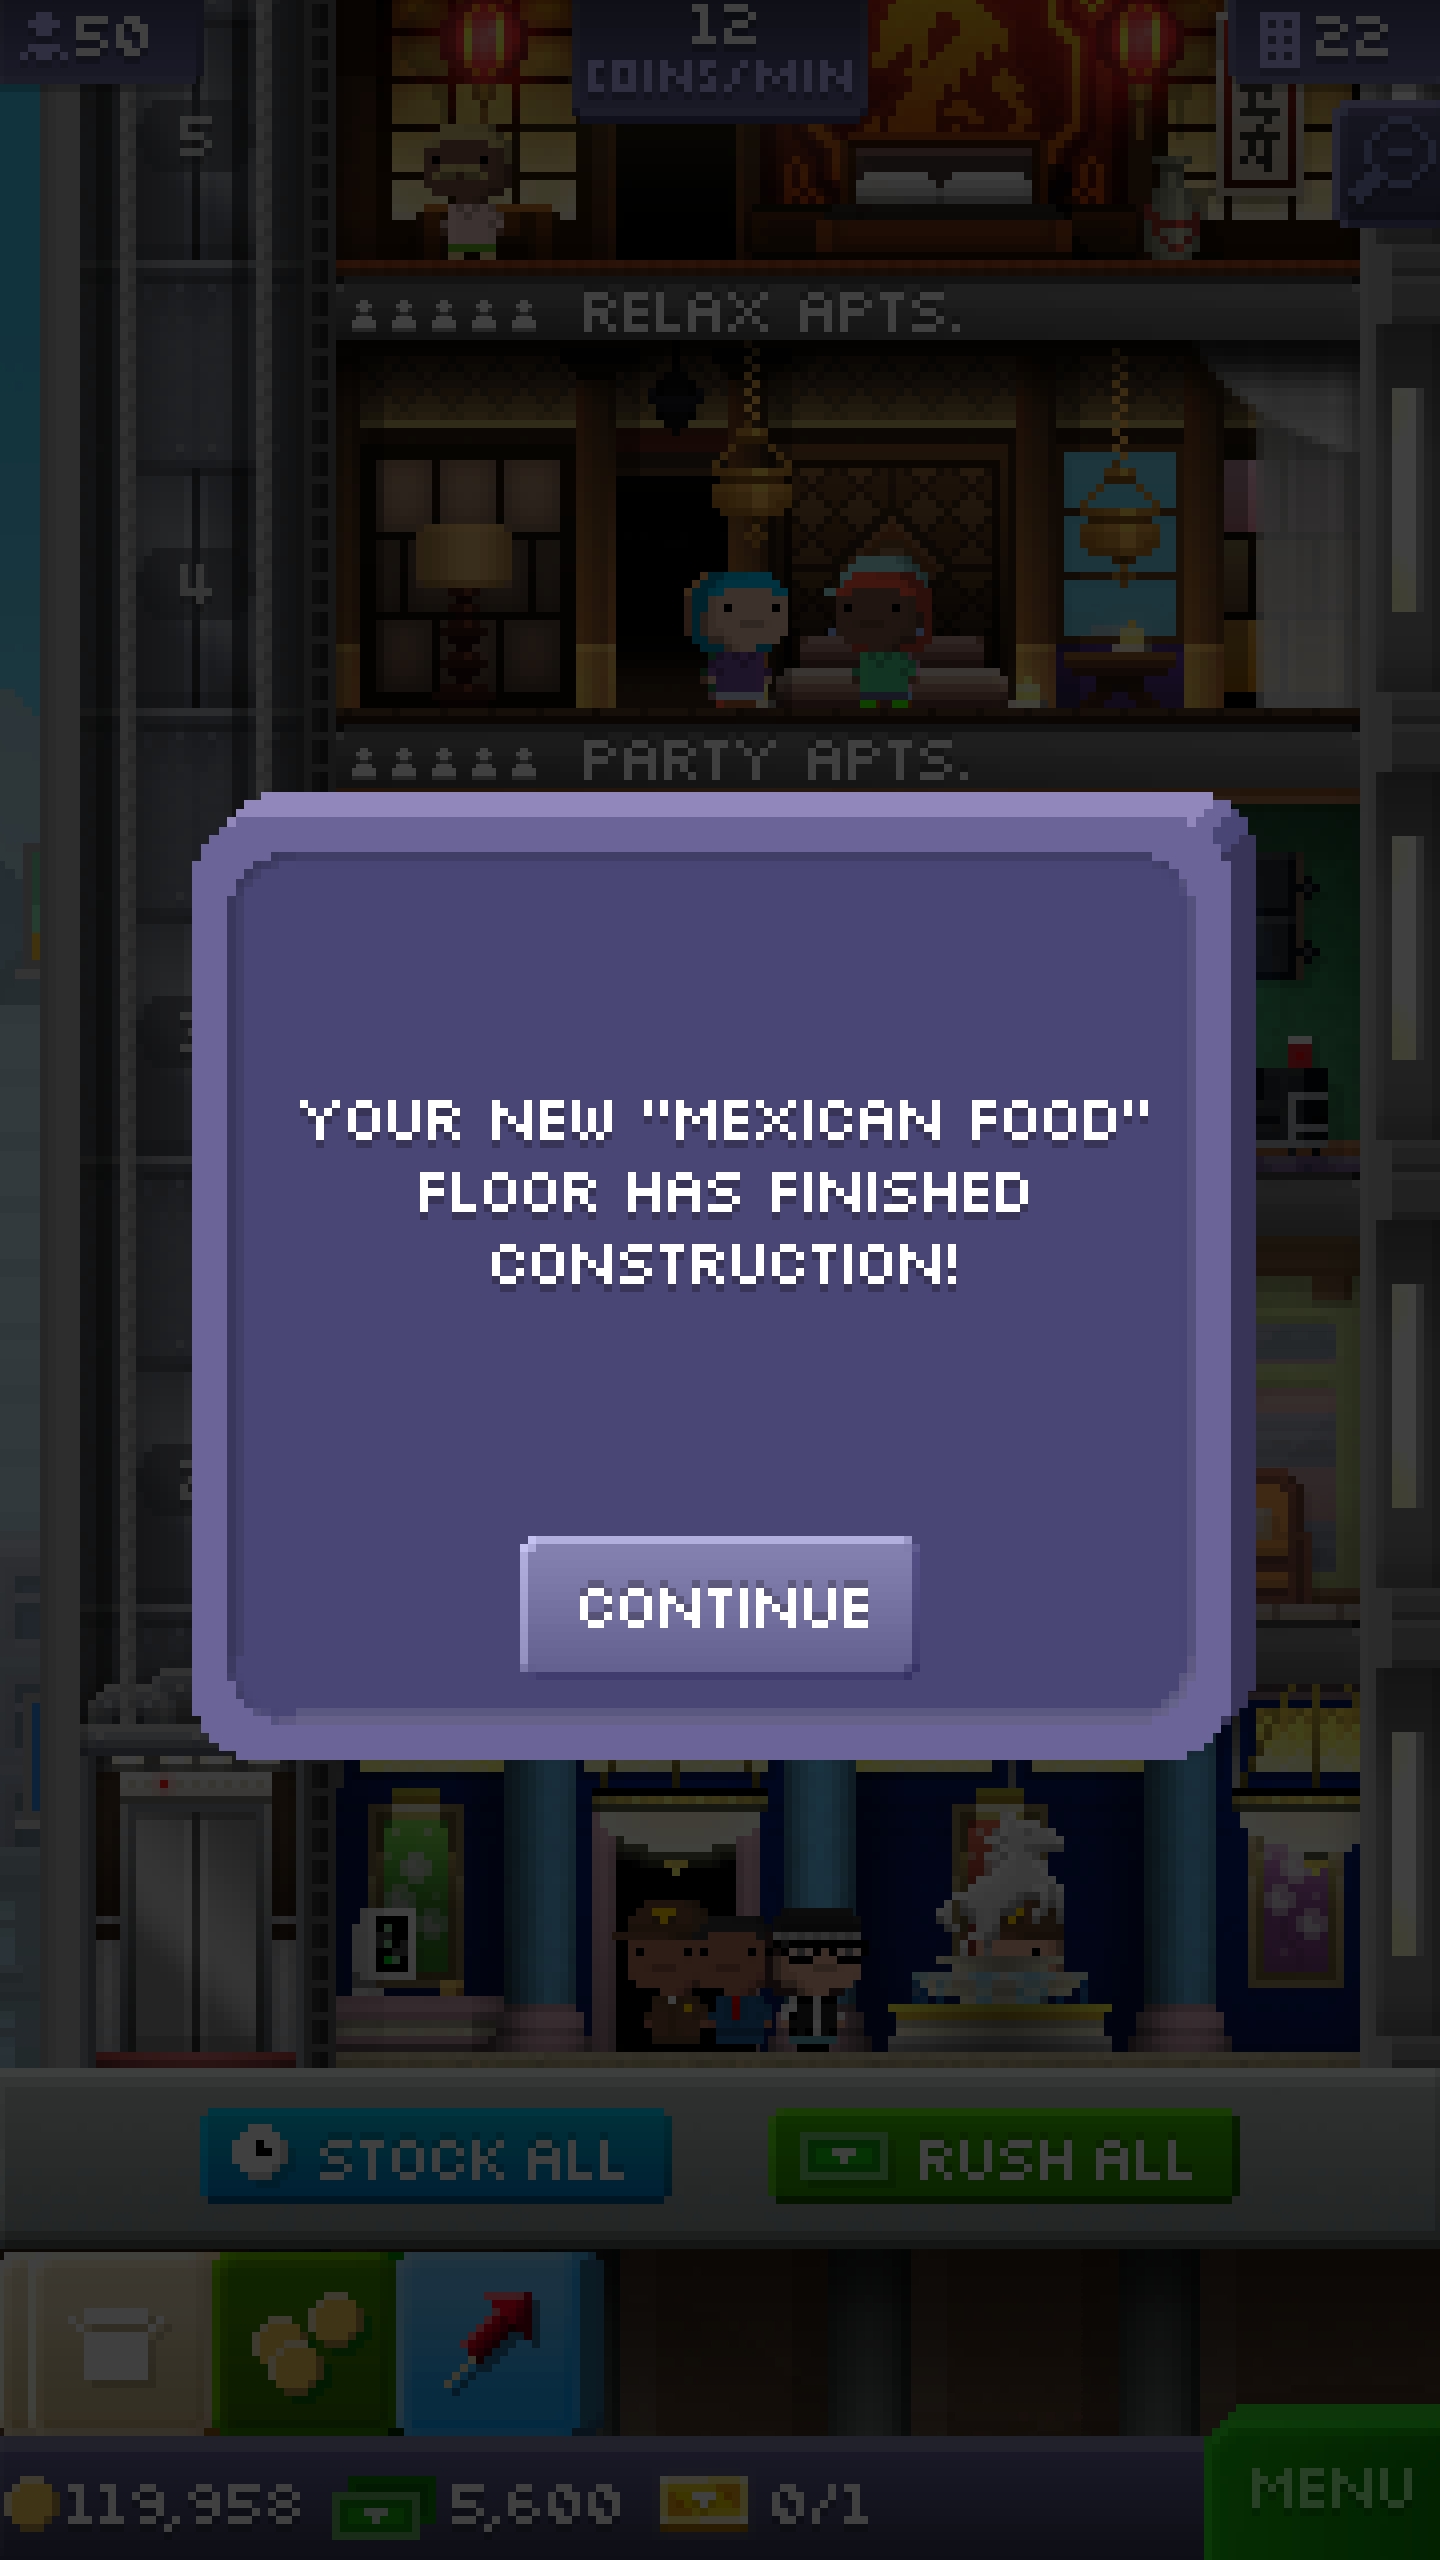 50
12
COINS/MIN
22
5
RELAX APTS.
4
PARTY APTS.
YOUR NEW "MEXICAN FOOD"
FLOOR HAS FINISHED
CONSTRUCTION!
CONTINUE
STOCK ALL
RUSH ALL
119,958
5,600
0/1
MENU